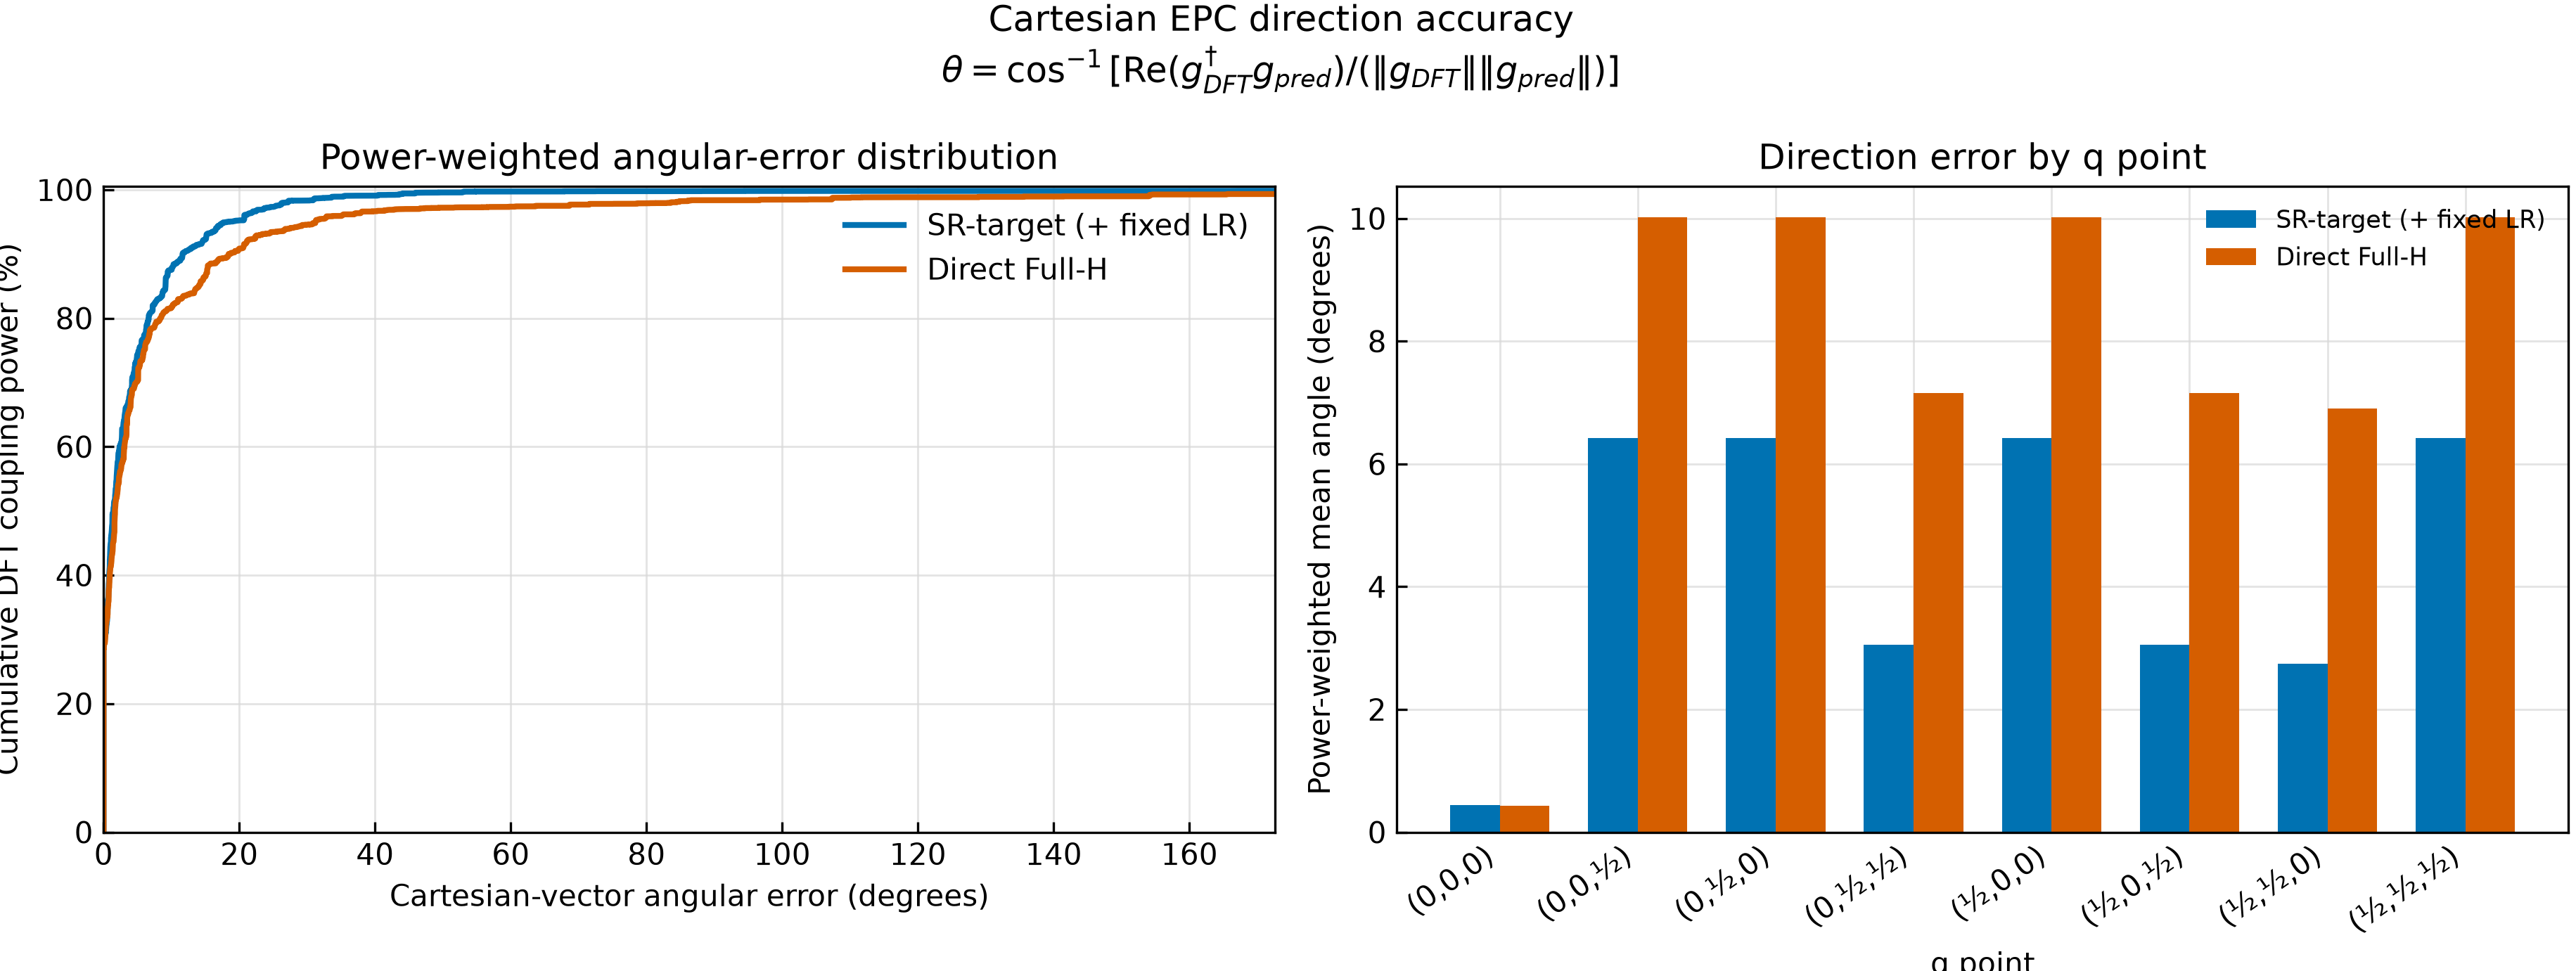 Cartesian EPC direction accuracy
θ = cos⁻¹ [Re(g†_DFT g_pred)/(‖g_DFT‖‖g_pred‖)]
Power-weighted angular-error distribution
Cumulative DFT coupling power (%)
100
80
60
40
20
0
0 20 40 60 80 100 120 140 160
Cartesian-vector angular error (degrees)
SR-target (+ fixed LR)
Direct Full-H
Direction error by q point
Power-weighted mean angle (degrees)
10
8
6
4
2
0
SR-target (+ fixed LR)
Direct Full-H
(0,0,0) (0,0,½) (0,½,0) (0,½,½) (½,0,0) (½,0,½) (½,½,0) (½,½,½)
q point